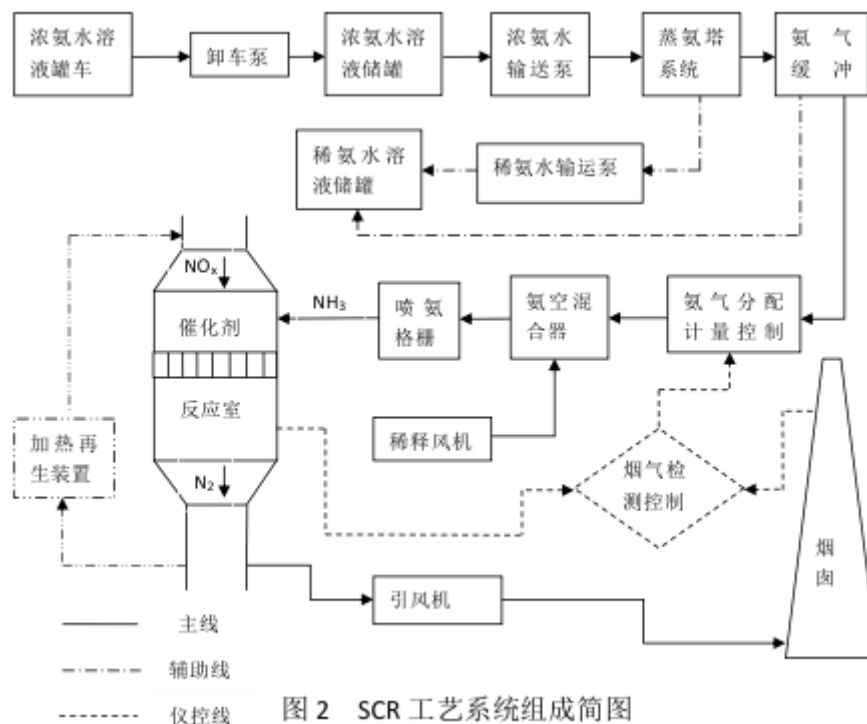 浓氨水溶
液罐车
卸车泵
浓氨水溶
液储罐
浓氨水
输送泵
蒸氨塔
系统
氨气
缓冲
稀氨水溶
液储罐
稀氨水输运泵
NOx
催化剂
反应室
N2
NH3
喷氨
格栅
氨空混
合器
氨气分配
计量控制
稀释风机
烟气检
测控制
加热再
生装置
引风机
烟
囱
主线
辅助线
仪控线
图 2 SCR 工艺系统组成简图